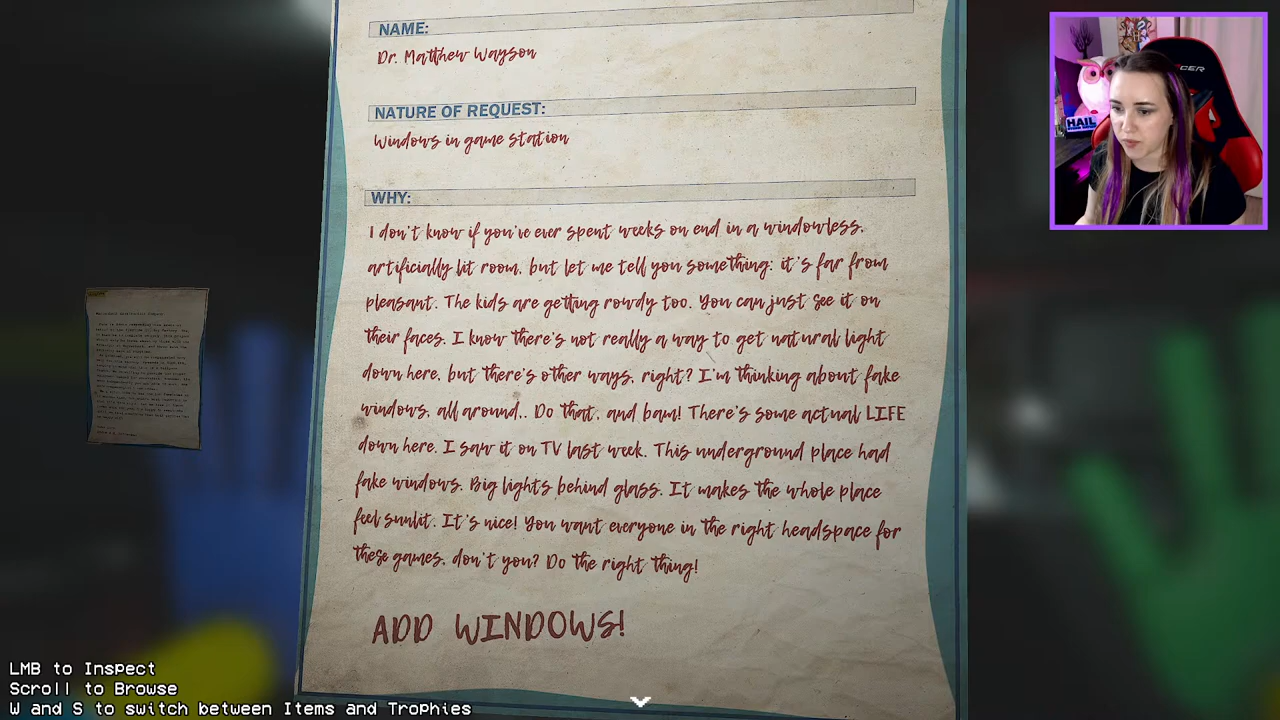 NAME:
Dr. Matthew Wayson
NATURE OF REQUEST:
Windows in game station
WHY:
I don't know if you've ever spent weeks on end in a windowless,
artificially lit room, but let me tell you something: it's far from
pleasant. The kids are getting rowdy too. You can just see it on
their faces. I know there's not really a way to get natural light
down here, but there's other ways, right? I'm thinking about fake
windows, all around,. Do that, and bam! There's some actual LIFE
down here. I saw it on TV last week. This underground place had
fake windows. Big lights behind glass. It makes the whole place
feel sunlit. It's nice! You want everyone in the right headspace for
these games, don't you? Do the right thing!
ADD WINDOWS!
HAIL
LMB to Inspect
Scroll to Browse
W and S to switch between Items and Trophies